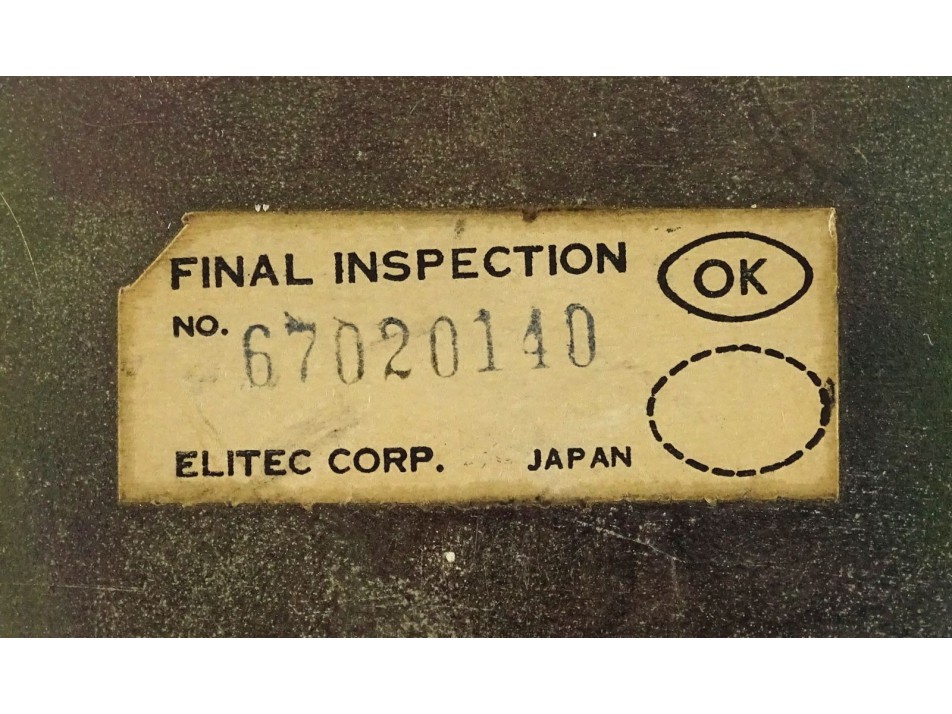 FINAL INSPECTION OK
NO. 67020140
ELITEC CORP. JAPAN